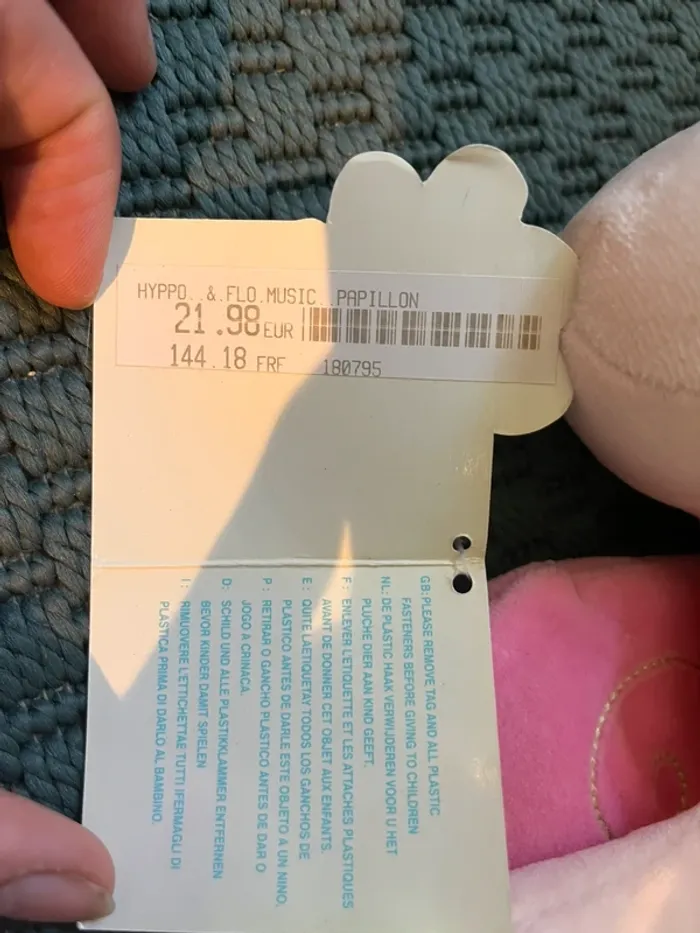 HYPPO..&.FLO.MUSIC..PAPILLON
21.98 EUR
144.18 FRF 180795
GB: PLEASE REMOVE TAG AND ALL PLASTIC
FASTENERS BEFORE GIVING TO CHILDREN
NL: DE PLASTIC HAAK VERWIJDEREN VOOR U HET
PLUCHE DIER AAN KIND GEEFT.
F: ENLEVER L'ETIQUETTE ET LES ATTACHES PLASTIQUES
AVANT DE DONNER CET OBJET AUX ENFANTS.
E: QUITE LAETIQUETAY TODOS LOS GANCHOS DE
PLASTICO ANTES DE DARLE ESTE OBJETO A UN NINO.
P: RETIRAR O GANCHO PLASTIDO ANTES DE DAR O
JOGO A CRINACA.
D: SCHILD UND ALLE PLASTIKKLAMMER ENTFERNEN
BEVOR KINDER DAMIT SPIELEN
I: RIMUOVERE L'ETTICHETTAE TUTTI IFERMAGLI DI
PLASTICA PRIMA DI DARLO AL BAMBINO.